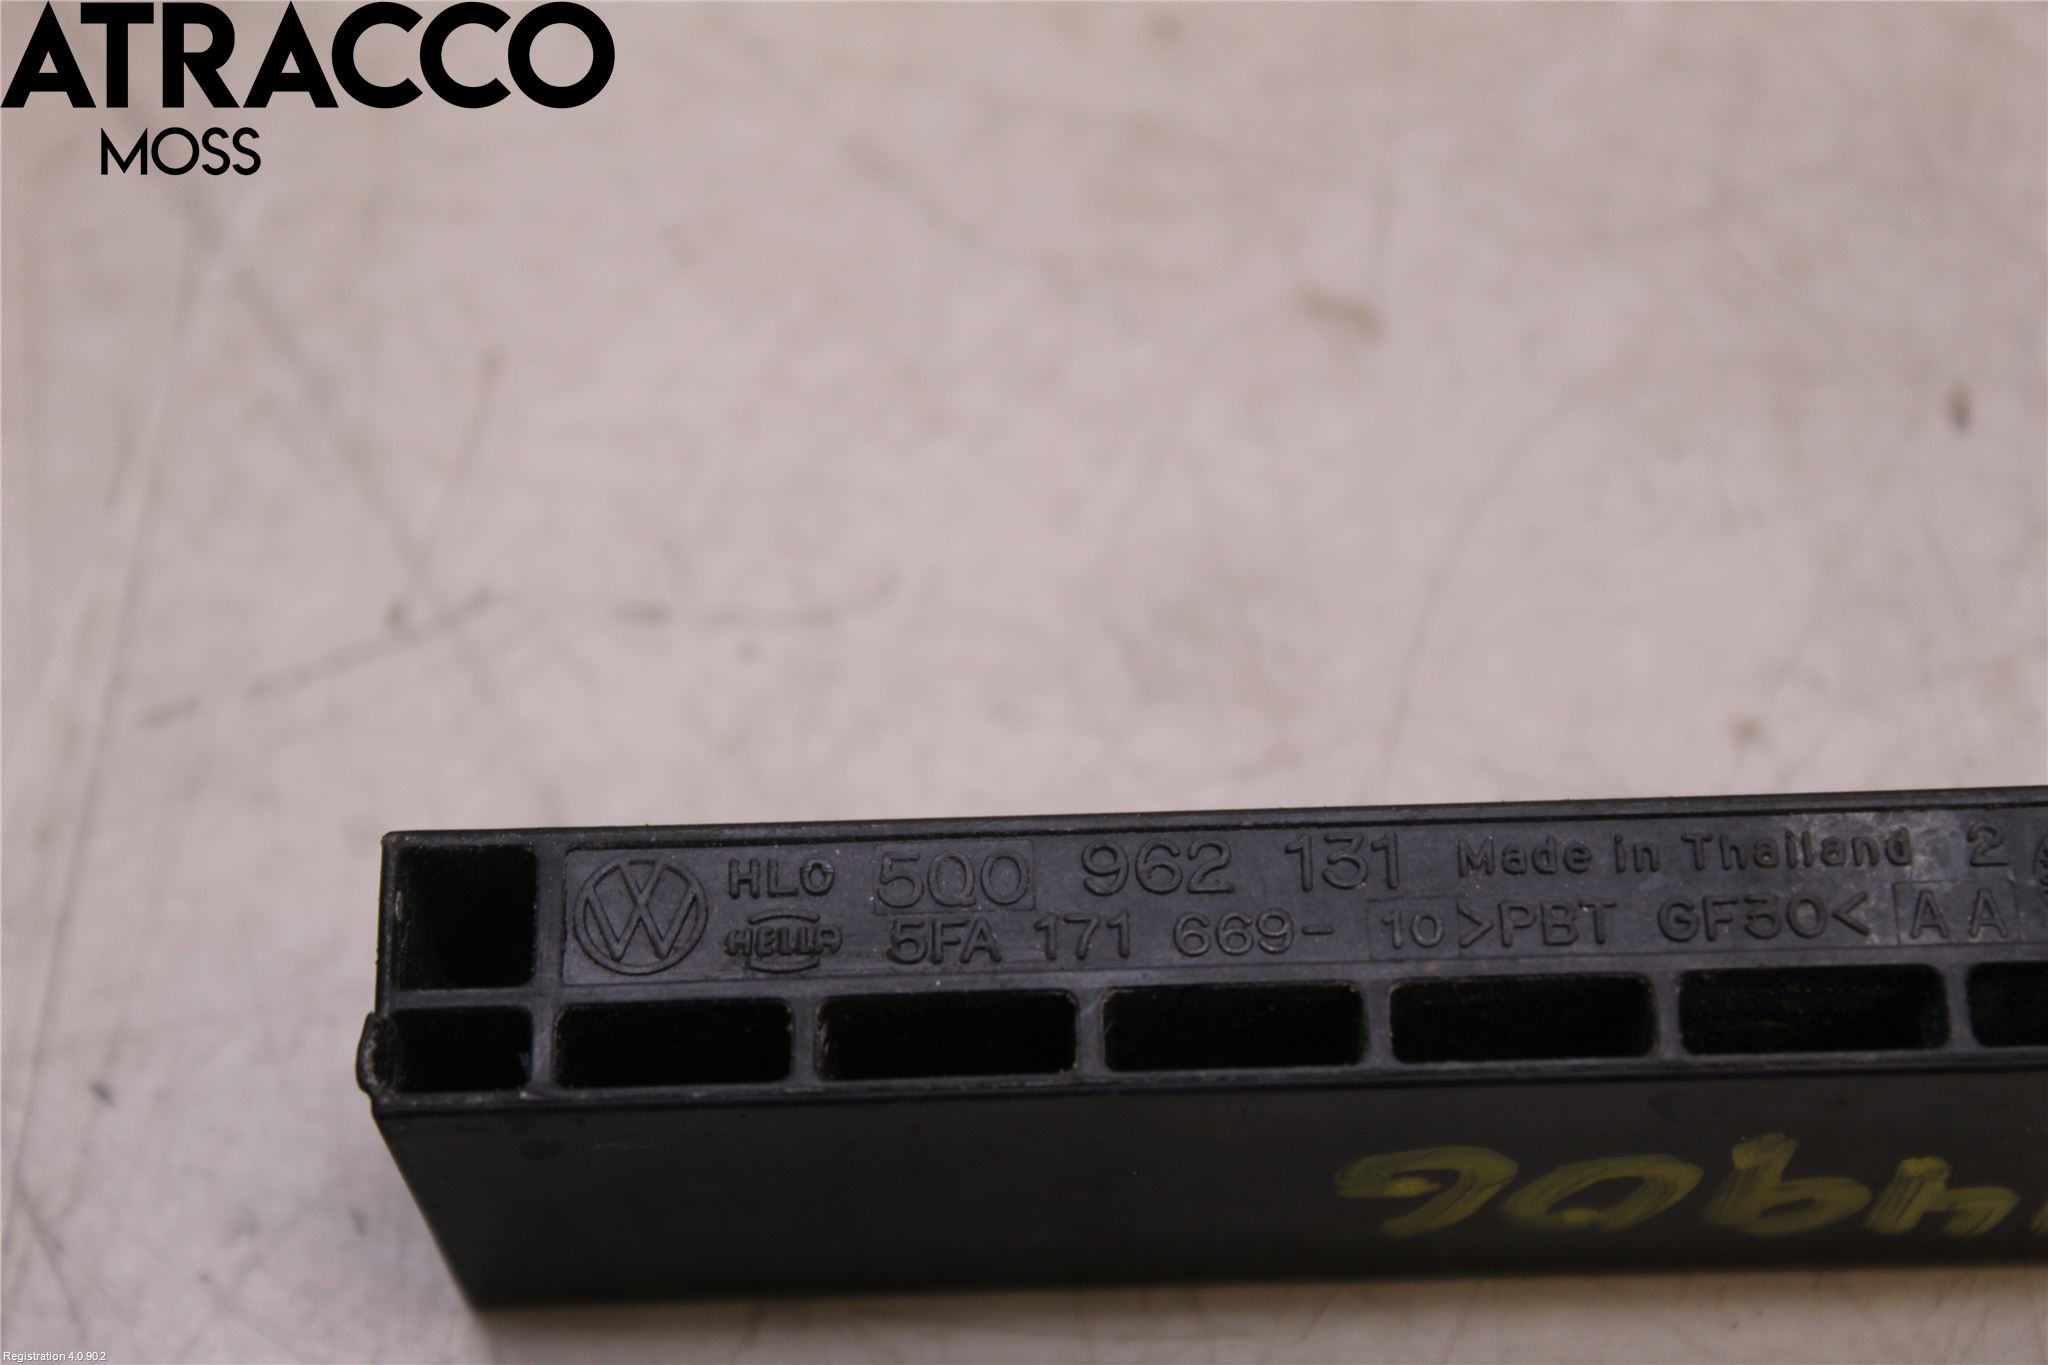 ATRACCO
MOSS
HLO 5Q0 962 131 Made in Thailand 2
HELLA 5FA 171 669- 10 >PBT GF30< A A
4906
Registration 4.0.902